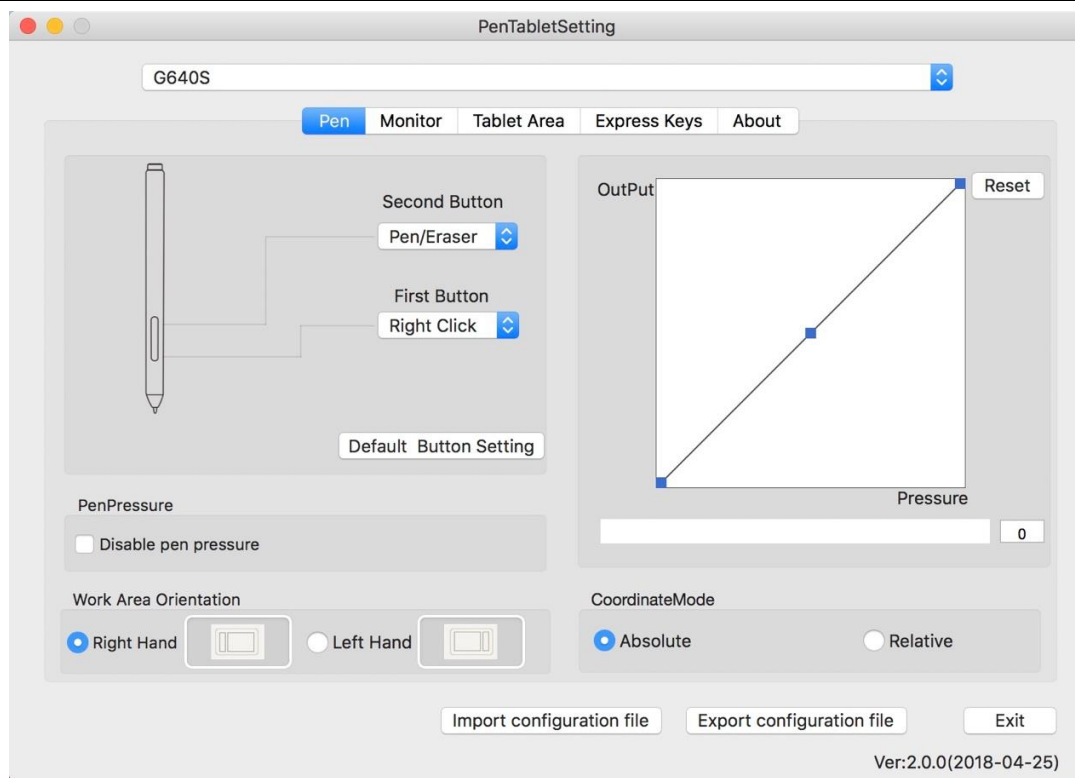 PenTabletSetting
G640S
Pen Monitor Tablet Area Express Keys About
Second Button
Pen/Eraser
First Button
Right Click
Default Button Setting
OutPut
Reset
Pressure
0
PenPressure
Disable pen pressure
Work Area Orientation
Right Hand Left Hand
CoordinateMode
Absolute Relative
Import configuration file Export configuration file Exit
Ver:2.0.0(2018-04-25)